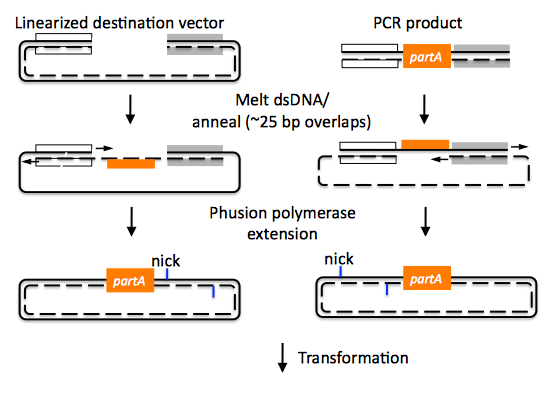 Linearized destination vector
PCR product
partA
Melt dsDNA/
anneal (~25 bp overlaps)
Phusion polymerase
extension
nick
nick
partA
partA
Transformation